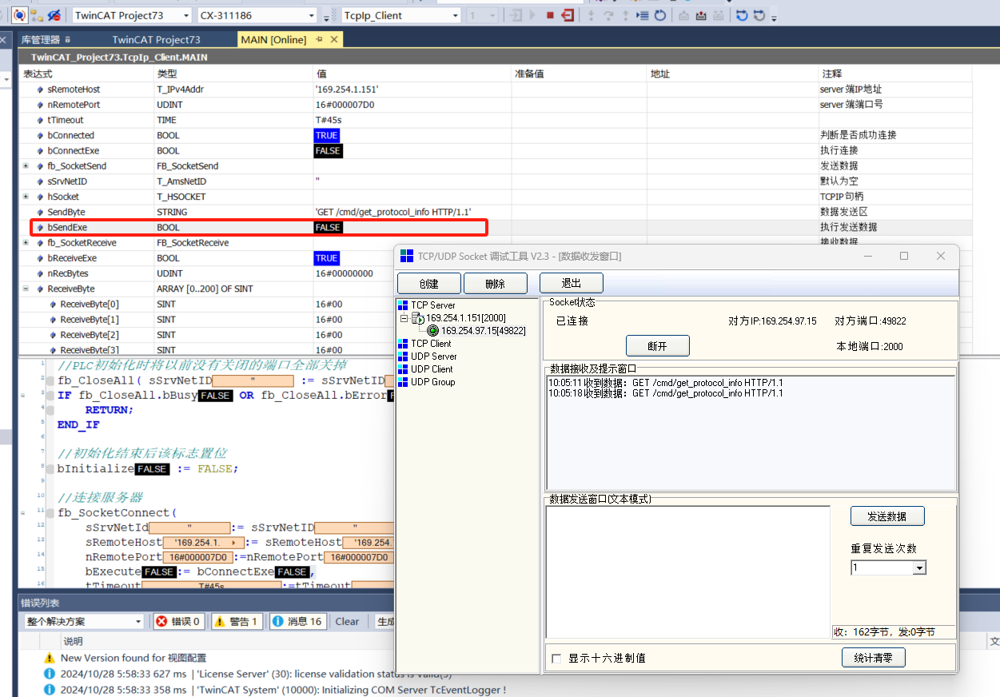 TwinCAT Project73 CX-311186 TcpIp_Client 1
库管理器 TwinCAT Project73 MAIN [Online]
TwinCAT_Project73.TcpIp_Client.MAIN
表达式 类型 值 准备值 地址 注释
sRemoteHost T_IPv4Addr '169.254.1.151' server 端IP地址
nRemotePort UDINT 16#000007D0 server 端端口号
tTimeout TIME T#45s
bConnected BOOL TRUE 判断是否成功连接
bConnectExe BOOL FALSE 执行连接
fb_SocketSend FB_SocketSend 发送数据
sSrvNetID T_AmsNetID '' 默认为空
hSocket T_HSOCKET TCPIP句柄
SendByte STRING 'GET /cmd/get_protocol_info HTTP/1.1' 数据发送区
bSendExe BOOL FALSE 执行发送数据
fb_SocketReceive FB_SocketReceive 接收数据
bReceiveExe BOOL TRUE
nRecBytes UDINT 16#00000000
ReceiveByte ARRAY [0..200] OF SINT
ReceiveByte[0] SINT 16#00
ReceiveByte[1] SINT 16#00
ReceiveByte[2] SINT 16#00
ReceiveByte[3] SINT 16#00
1 //PLC初始化时将以前没有关闭的端口全部关掉
2 fb_CloseAll( sSrvNetID '' := sSrvNetID
3 IF fb_CloseAll.bBusy FALSE OR fb_CloseAll.bError F
4 RETURN;
5 END_IF
6
7 //初始化结束后该标志置位
8 bInitialize FALSE := FALSE;
9
10 //连接服务器
11 fb_SocketConnect(
12 sSrvNetId '' := sSrvNetID ''
13 sRemoteHost '169.254.1. := sRemoteHost '169.254.
14 nRemotePort 16#000007D0 :=nRemotePort 16#000007D0
15 bExecute FALSE := bConnectExe FALSE ,
16 tTimeout T#45s :=tTimeout
错误列表
整个解决方案 错误 0 警告 1 消息 16 Clear 生成
说明 文
New Version found for 视图配置
2024/10/28 5:58:33 627 ms | 'License Server' (30): license validation status is Valid(3)
2024/10/28 5:58:33 358 ms | 'TwinCAT System' (10000): Initializing COM Server TcEventLogger !
TCP/UDP Socket 调试工具 V2.3 - [数据收发窗口]
创建 删除 退出
TCP Server
169.254.1.151[2000]
169.254.97.15[49822]
TCP Client
UDP Server
UDP Client
UDP Group
Socket状态
已连接 对方IP:169.254.97.15 对方端口:49822
断开 本地端口:2000
数据接收及提示窗口
10:05:11 收到数据：GET /cmd/get_protocol_info HTTP/1.1
10:05:18 收到数据：GET /cmd/get_protocol_info HTTP/1.1
数据发送窗口(文本模式)
发送数据
重复发送次数
1
收：162字节，发:0字节
显示十六进制值 统计清零